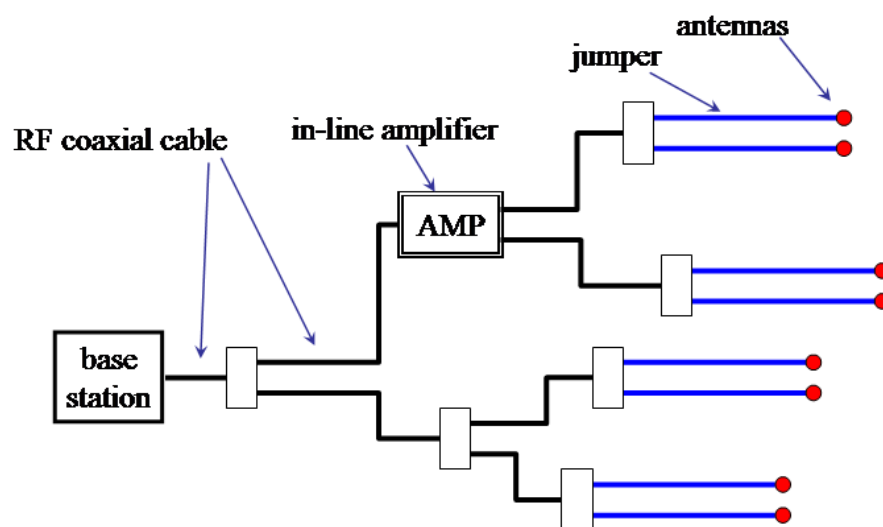 antennas
jumper
in-line amplifier
RF coaxial cable
AMP
base
station